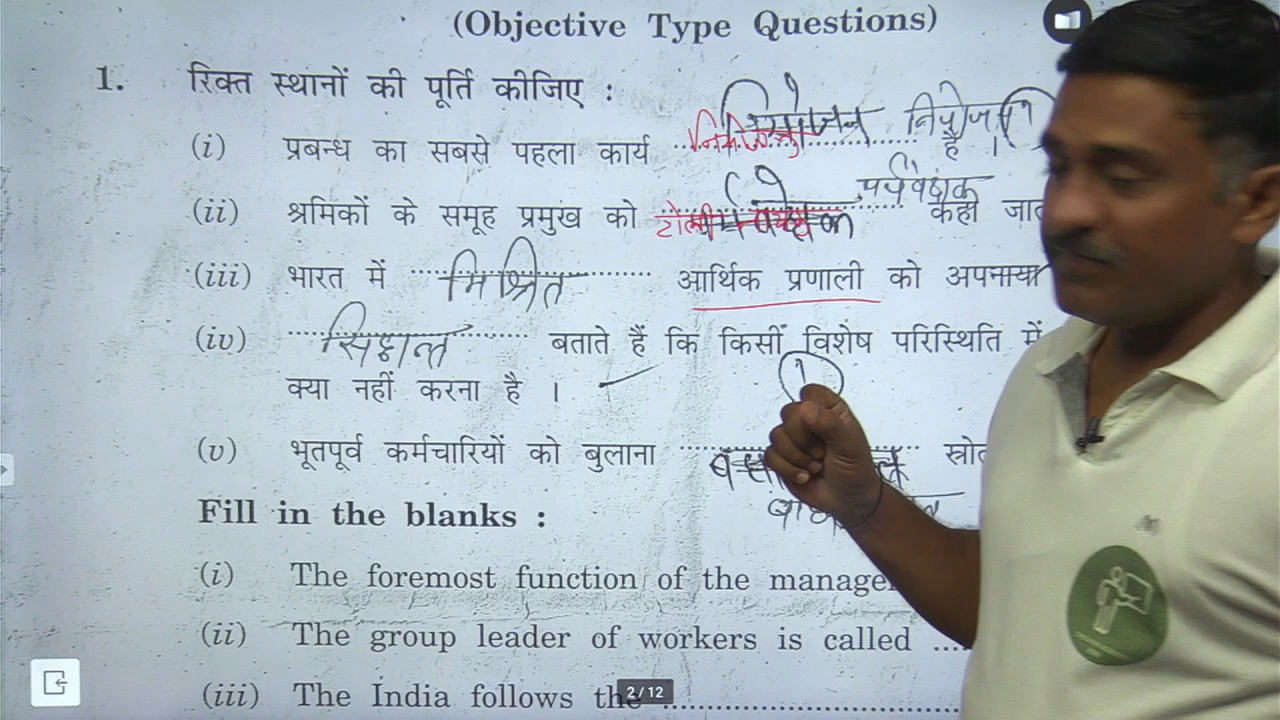 (Objective Type Questions)
1. रिक्त स्थानों की पूर्ति कीजिए :
नियोजन
(i) प्रबन्ध का सबसे पहला कार्य .................... है ।
पर्यवेक्षक
(ii) श्रमिकों के समूह प्रमुख को .................... कहा
(iii) भारत में .......... मिश्रित .......... आर्थिक प्रणाली को अपनाया
(iv) .......... सिद्धान्त .......... बताते हैं कि किसी विशेष परिस्थिति में
क्या नहीं करना है ।
1
(v) भूतपूर्व कर्मचारियों को बुलाना .................... स्रोत
Fill in the blanks :
(i) The foremost function of the
(ii) The group leader of workers is called ....
(iii) The India follows the ....................
2/12